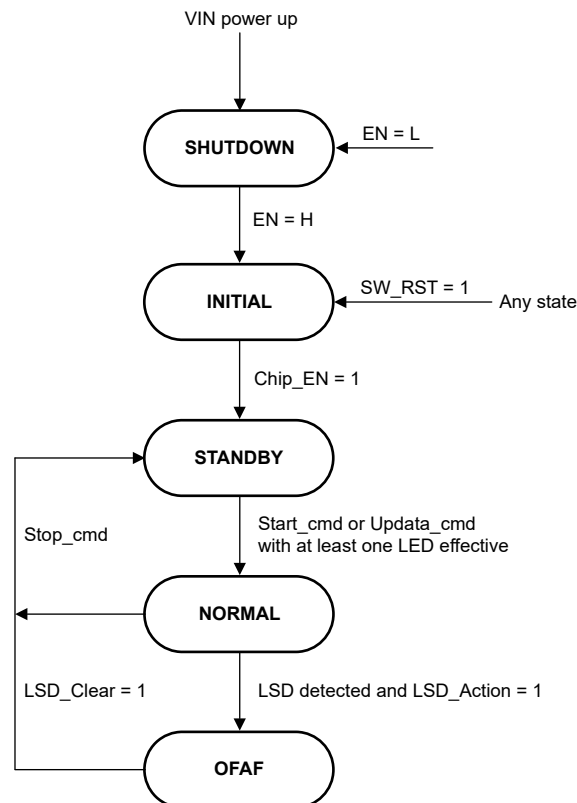 VIN power up
SHUTDOWN
EN = L
EN = H
INITIAL
SW_RST = 1
Any state
Chip_EN = 1
STANDBY
Stop_cmd
Start_cmd or Updata_cmd
with at least one LED effective
NORMAL
LSD_Clear = 1
LSD detected and LSD_Action = 1
OFAF